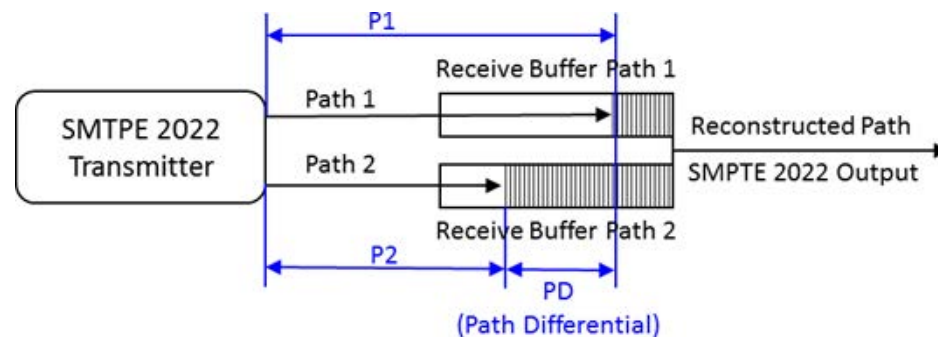 P1
Receive Buffer Path 1
Path 1
SMTPE 2022
Transmitter
Reconstructed Path
Path 2
SMPTE 2022 Output
Receive Buffer Path 2
P2
PD
(Path Differential)